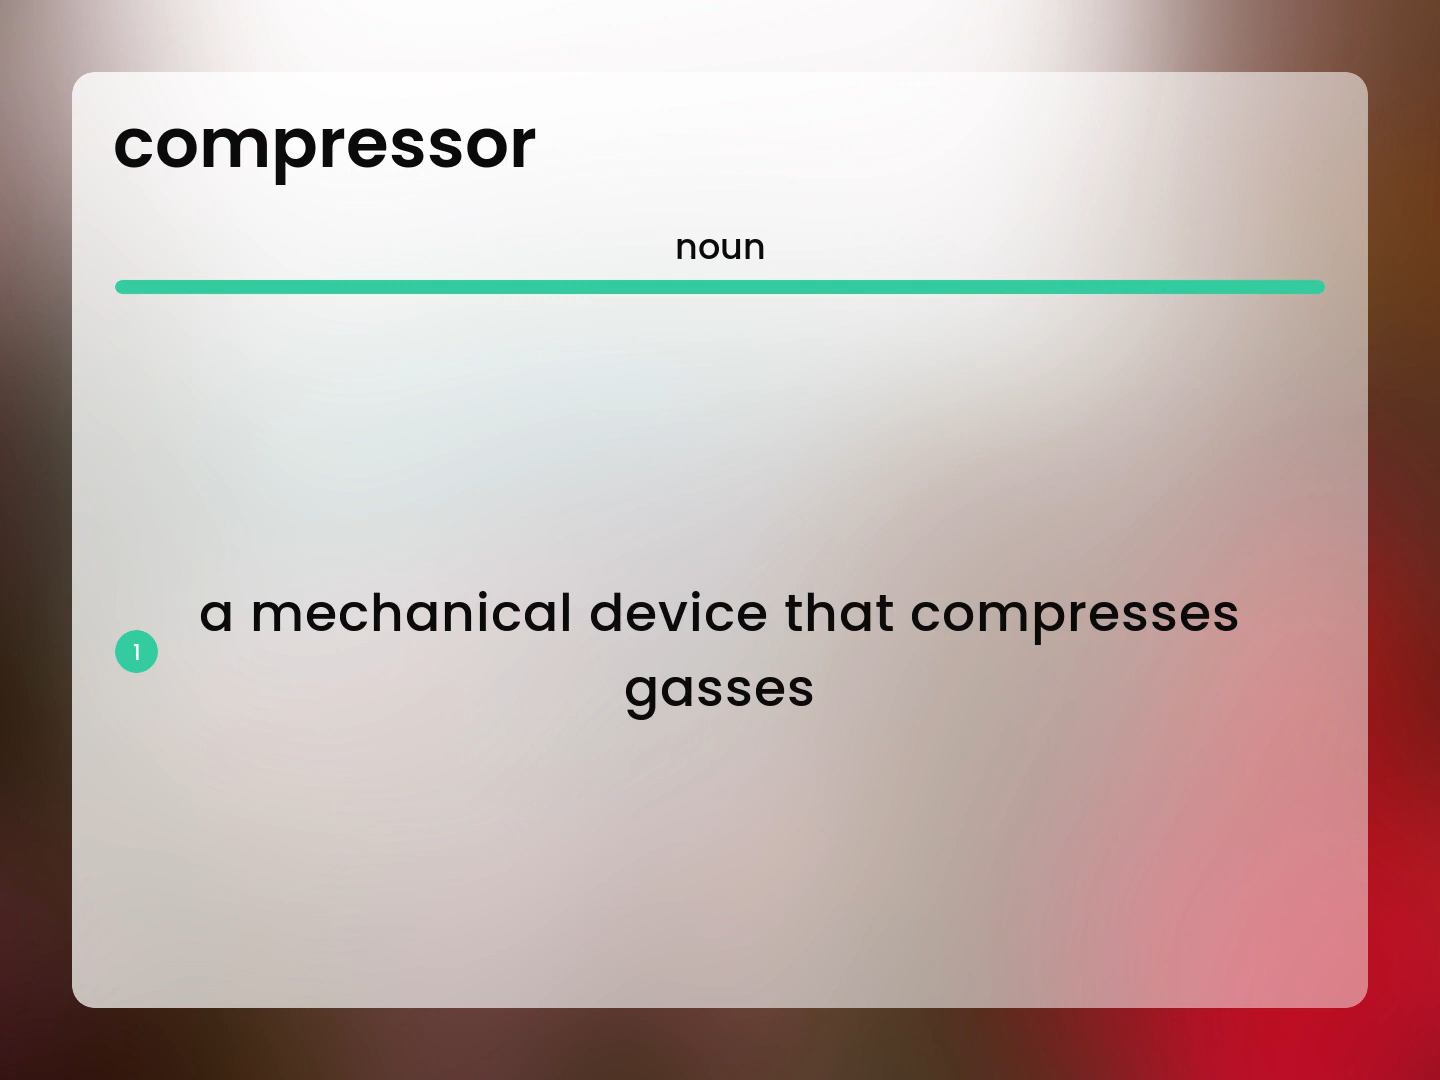 compressor
noun
1
a mechanical device that compresses
gasses